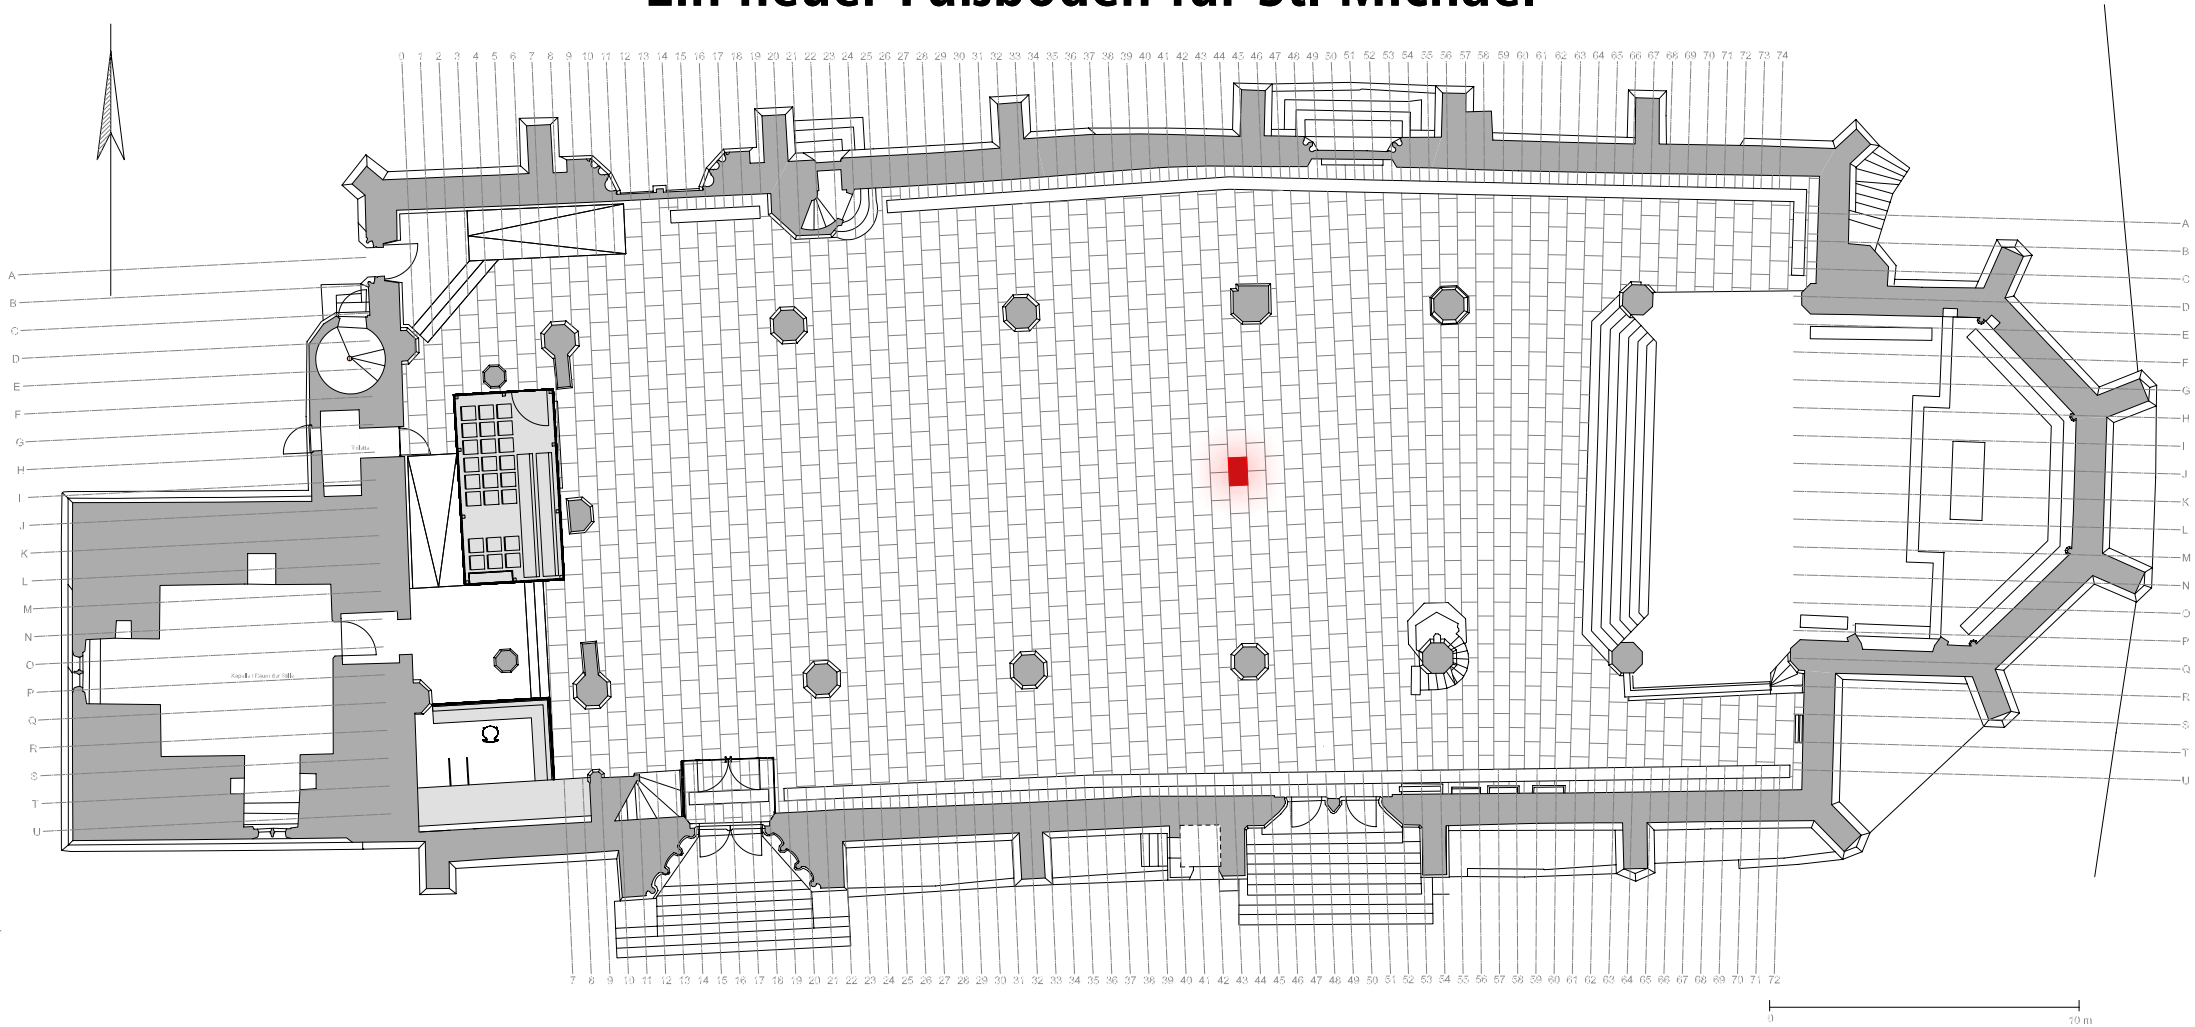 Ein neuer Fußboden für St. Michael
0 1 2 3 4 5 6 7 8 9 10 11 12 13 14 15 16 17 18 19 20 21 22 23 24 25 26 27 28 29 30 31 32 33 34 35 36 37 38 39 40 41 42 43 44 45 46 47 48 49 50 51 52 53 54 55 56 57 58 59 60 61 62 63 64 65 66 67 68 69 70 71 72 73 74
A
B
C
D
E
F
G
H
I
J
K
L
M
N
O
P
Q
R
S
T
U
A
B
C
D
E
F
G
H
I
J
K
L
M
N
O
P
Q
R
S
T
U
Kapelle / Raum der Stille
7 8 9 10 11 12 13 14 15 16 17 18 19 20 21 22 23 24 25 26 27 28 29 30 31 32 33 34 35 36 37 38 39 40 41 42 43 44 45 46 47 48 49 50 51 52 53 54 55 56 57 58 59 60 61 62 63 64 65 66 67 68 69 70 71 72
0 10 m